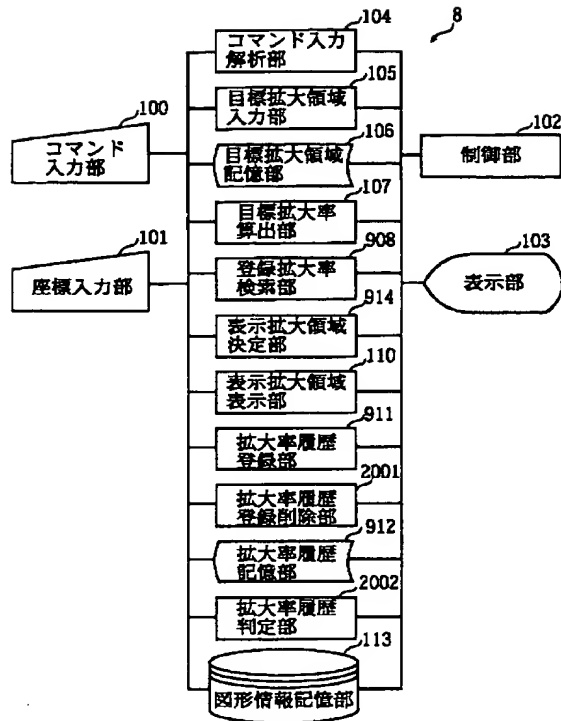 8
104
コマンド入力
解析部
105
目標拡大領域
入力部
100
コマンド
入力部
106
目標拡大領域
記憶部
102
制御部
107
目標拡大率
算出部
101
座標入力部
908
登録拡大率
検索部
103
表示部
914
表示拡大領域
決定部
110
表示拡大領域
表示部
911
拡大率履歴
登録部
2001
拡大率履歴
登録削除部
912
拡大率履歴
記憶部
2002
拡大率履歴
判定部
113
図形情報記憶部